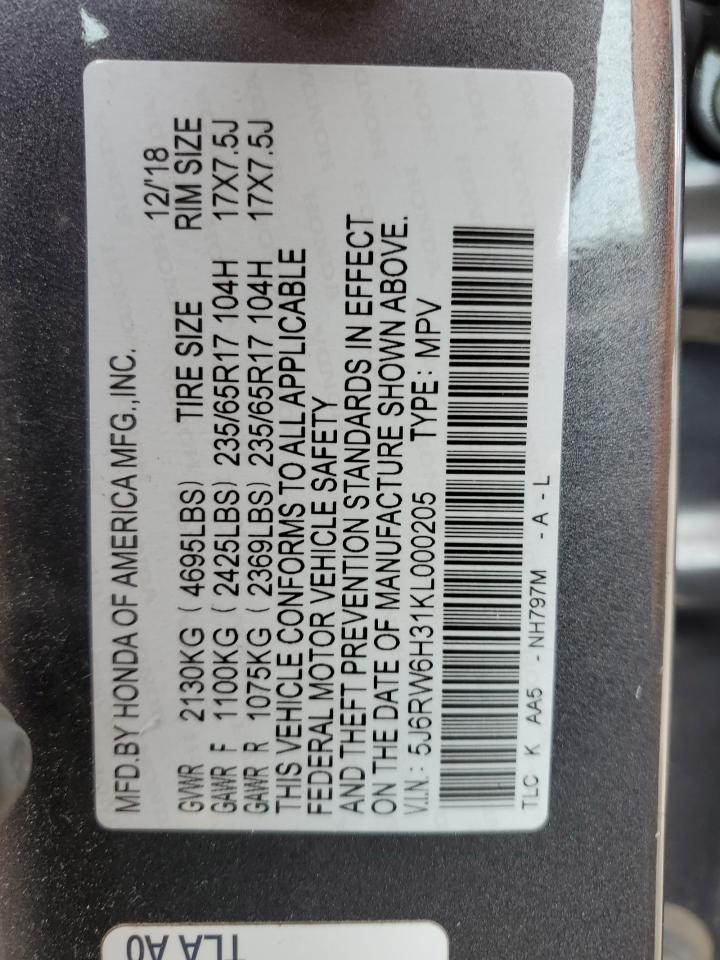 MFD.BY HONDA OF AMERICA MFG.,INC. 12/'18
GVWR 2130KG ( 4695LBS) TIRE SIZE RIM SIZE
GAWR F 1100KG ( 2425LBS) 235/65R17 104H 17X7.5J
GAWR R 1075KG ( 2369LBS) 235/65R17 104H 17X7.5J
THIS VEHICLE CONFORMS TO ALL APPLICABLE
FEDERAL MOTOR VEHICLE SAFETY
AND THEFT PREVENTION STANDARDS IN EFFECT
ON THE DATE OF MANUFACTURE SHOWN ABOVE.
V.I.N.: 5J6RW6H31KL000205 TYPE: MPV
TLC K AA5 -NH797M -A-L
TLA A0